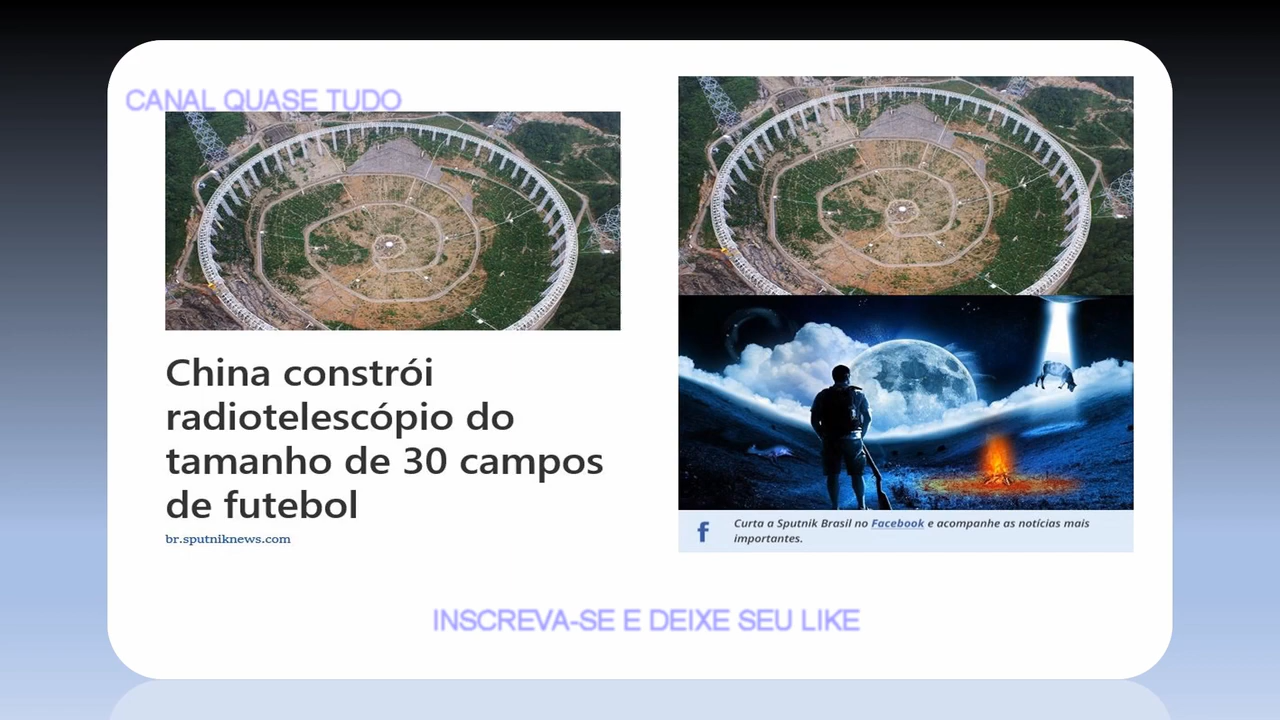 CANAL QUASE TUDO
China constrói
radiotelescópio do
tamanho de 30 campos
de futebol
br.sputniknews.com
Curta a Sputnik Brasil no Facebook e acompanhe as notícias mais
importantes.
INSCREVA-SE E DEIXE SEU LIKE